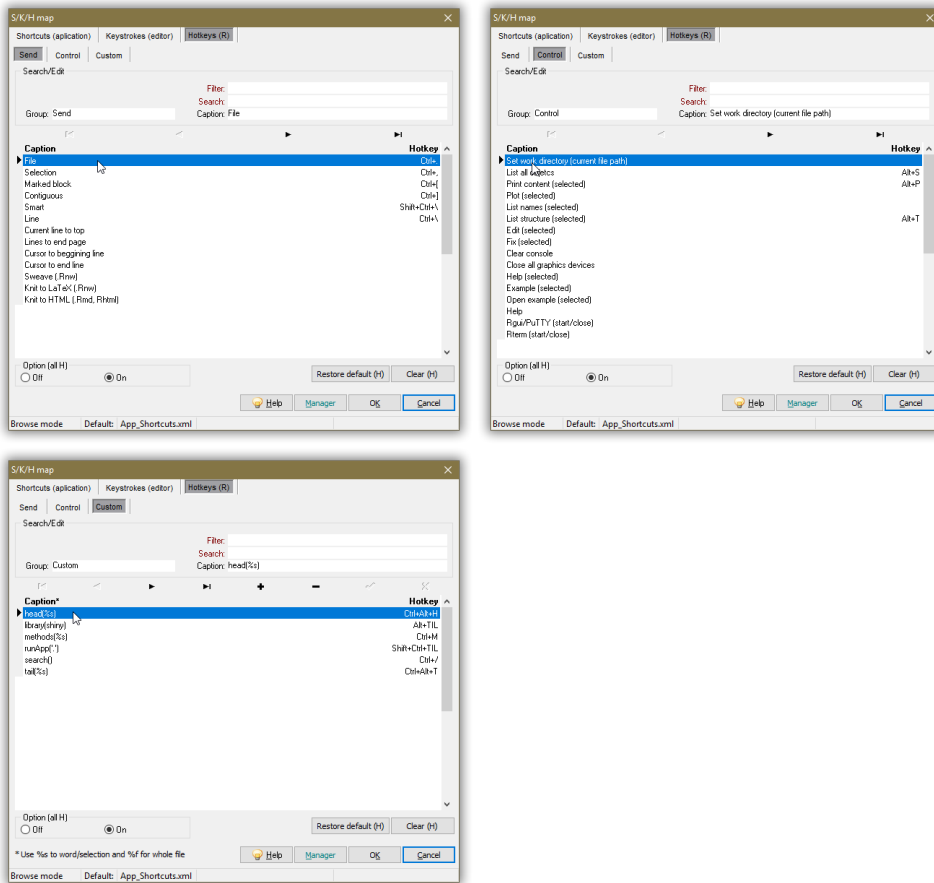 S/K/H map
Shortcuts (aplication) Keystrokes (editor) Hotkeys (R)
Send Control Custom
Search/Edit
Filter:
Search:
Group: Send Caption: File
Caption Hotkey
File Ctrl+.
Selection Ctrl+,
Marked block Ctrl+[
Contiguous Ctrl+]
Smart Shift+Ctrl+\
Line Ctrl+\
Current line to top
Lines to end page
Cursor to beggining line
Cursor to end line
Sweave (.Rnw)
Knit to LaTeX (.Rnw)
Knit to HTML (.Rmd, Rhtml)
Option (all H)
Off On
Restore default (H) Clear (H)
Help Manager OK Cancel
Browse mode Default: App_Shortcuts.xml
S/K/H map
Shortcuts (aplication) Keystrokes (editor) Hotkeys (R)
Send Control Custom
Search/Edit
Filter:
Search:
Group: Control Caption: Set work directory (current file path)
Caption Hotkey
Set work directory (current file path)
List all Alt+S
Print content (selected) Alt+P
Plot (selected)
List names (selected)
List structure (selected) Alt+T
Edit (selected)
Fix (selected)
Clear console
Close all graphics devices
Help (selected)
Example (selected)
Open example (selected)
Help
Rgui/PuTTY (start/close)
Rterm (start/close)
Option (all H)
Off On
Restore default (H) Clear (H)
Help Manager OK Cancel
Browse mode Default: App_Shortcuts.xml
S/K/H map
Shortcuts (aplication) Keystrokes (editor) Hotkeys (R)
Send Control Custom
Search/Edit
Filter:
Search:
Group: Custom Caption: head(%s)
Caption* Hotkey
head(%s) Ctrl+Alt+H
library(shiny) Alt+TIL
methods(%s) Ctrl+M
runApp('.') Shift+Ctrl+TIL
search() Ctrl+/
tail(%s) Ctrl+Alt+T
Option (all H)
Off On
Restore default (H) Clear (H)
* Use %s to word/selection and %f for whole file
Help Manager OK Cancel
Browse mode Default: App_Shortcuts.xml